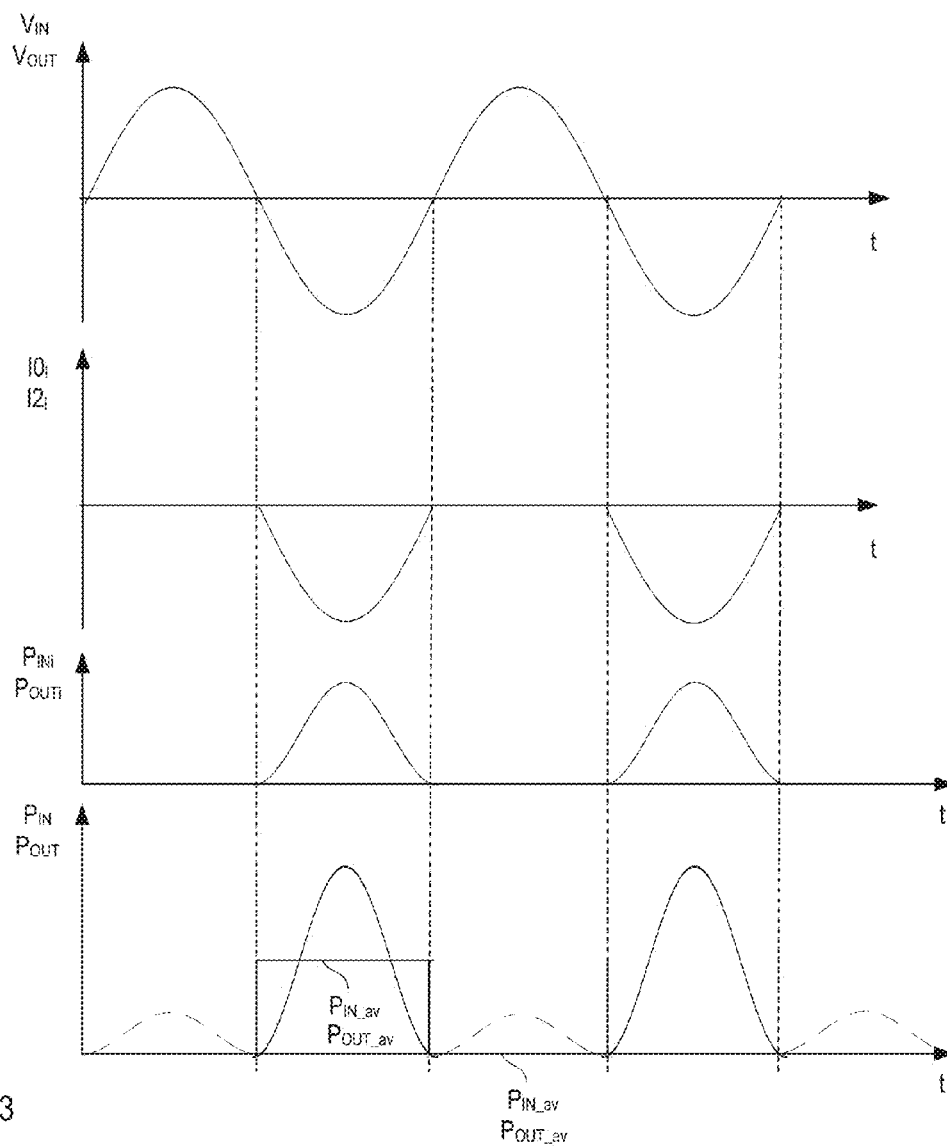 VIN
VOUT
t
I0i
I2i
t
PINi
POUTi
t
PIN
POUT
PIN_av
POUT_av
t
PIN_av
POUT_av
3